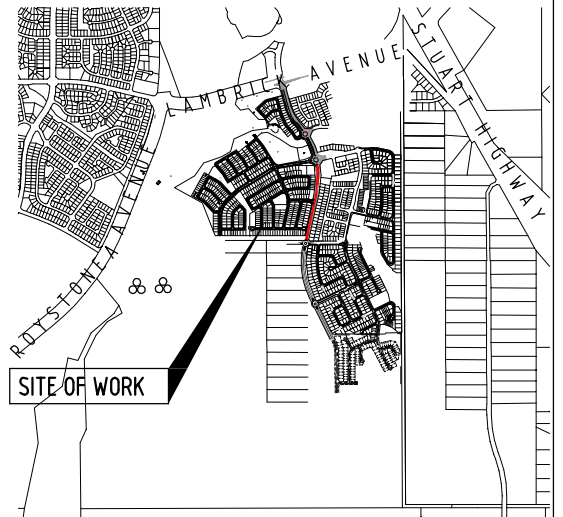 LAMBRICK AVENUE
STUART HIGHWAY
ROYSTONEA AVENUE
SITE OF WORK